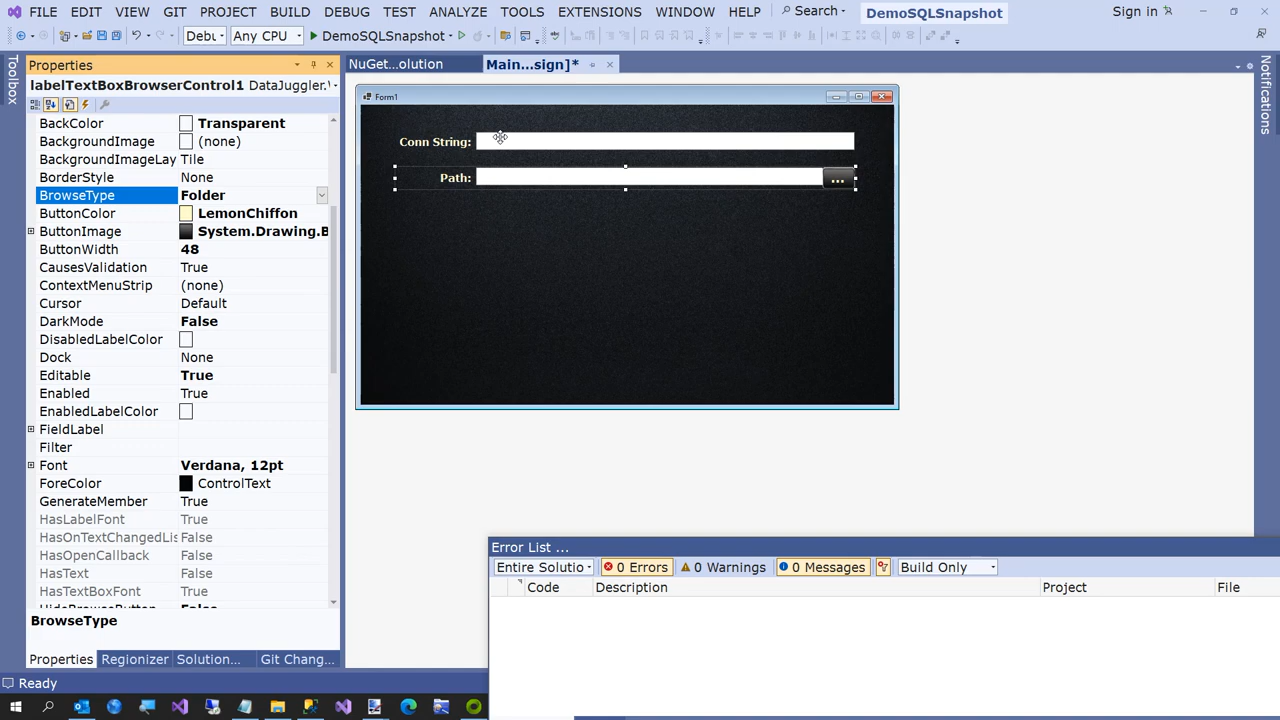 FILE EDIT VIEW GIT PROJECT BUILD DEBUG TEST ANALYZE TOOLS EXTENSIONS WINDOW HELP Search DemoSQLSnapshot Sign in
Debu Any CPU DemoSQLSnapshot
Toolbox
Properties
labelTextBoxBrowserControl1 DataJuggler.
BackColor Transparent
BackgroundImage (none)
BackgroundImageLay Tile
BorderStyle None
BrowseType Folder
ButtonColor LemonChiffon
ButtonImage System.Drawing.B
ButtonWidth 48
CausesValidation True
ContextMenuStrip (none)
Cursor Default
DarkMode False
DisabledLabelColor
Dock None
Editable True
Enabled True
EnabledLabelColor
FieldLabel
Filter
Font Verdana, 12pt
ForeColor ControlText
GenerateMember True
HasLabelFont True
HasOnTextChangedLis False
HasOpenCallback False
HasText False
HasTextBoxFont True
HideBrowseButton False
BrowseType
Properties Regionizer Solution... Git Chang...
NuGet...olution Main...sign]*
Form1
Conn String:
Path: ...
Notifications
Error List ...
Entire Solutio 0 Errors 0 Warnings 0 Messages Build Only
Code Description Project File
Ready